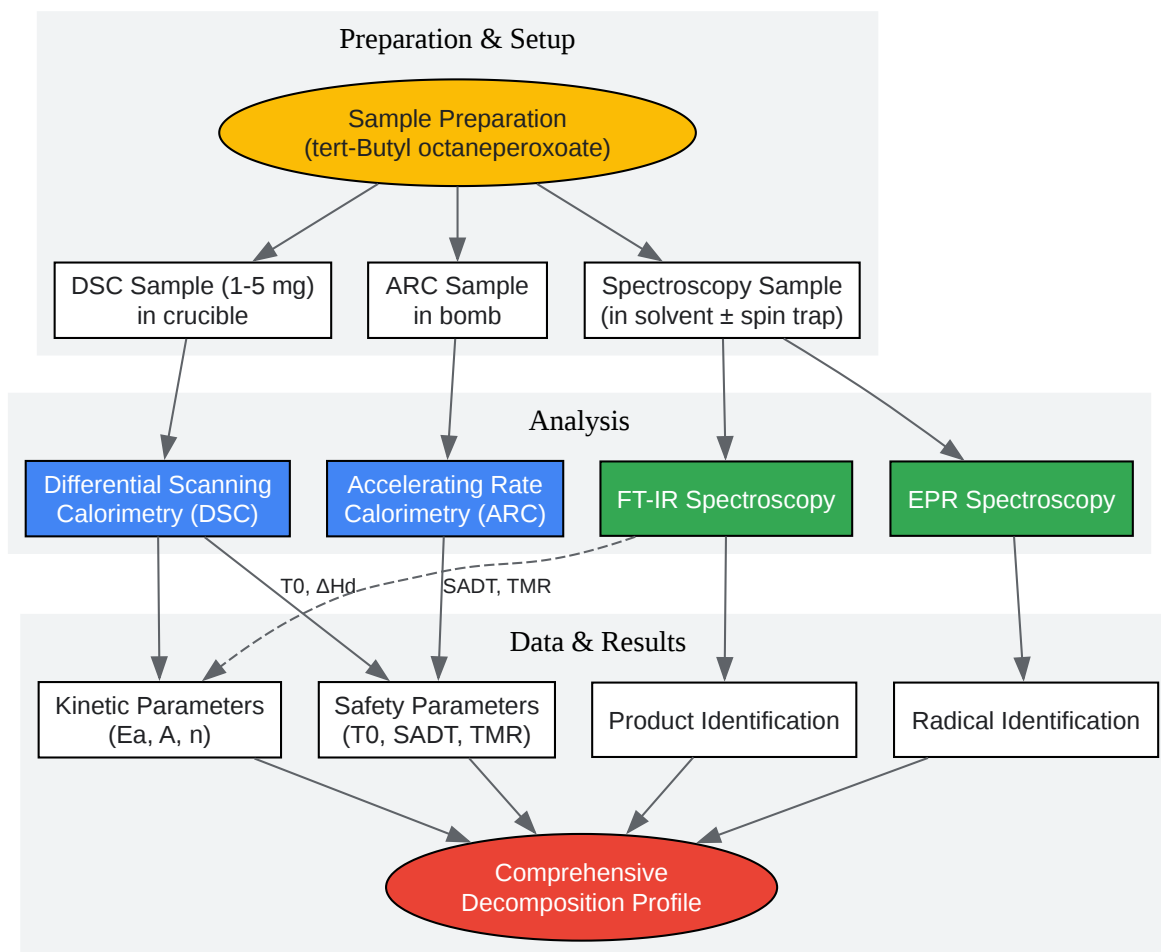 Preparation & Setup
Sample Preparation
(tert-Butyl octaneperoxoate)
DSC Sample (1-5 mg)
in crucible
ARC Sample
in bomb
Spectroscopy Sample
(in solvent ± spin trap)
Analysis
Differential Scanning
Calorimetry (DSC)
Accelerating Rate
Calorimetry (ARC)
FT-IR Spectroscopy
EPR Spectroscopy
T0, ΔHd
SADT, TMR
Data & Results
Kinetic Parameters
(Ea, A, n)
Safety Parameters
(T0, SADT, TMR)
Product Identification
Radical Identification
Comprehensive
Decomposition Profile